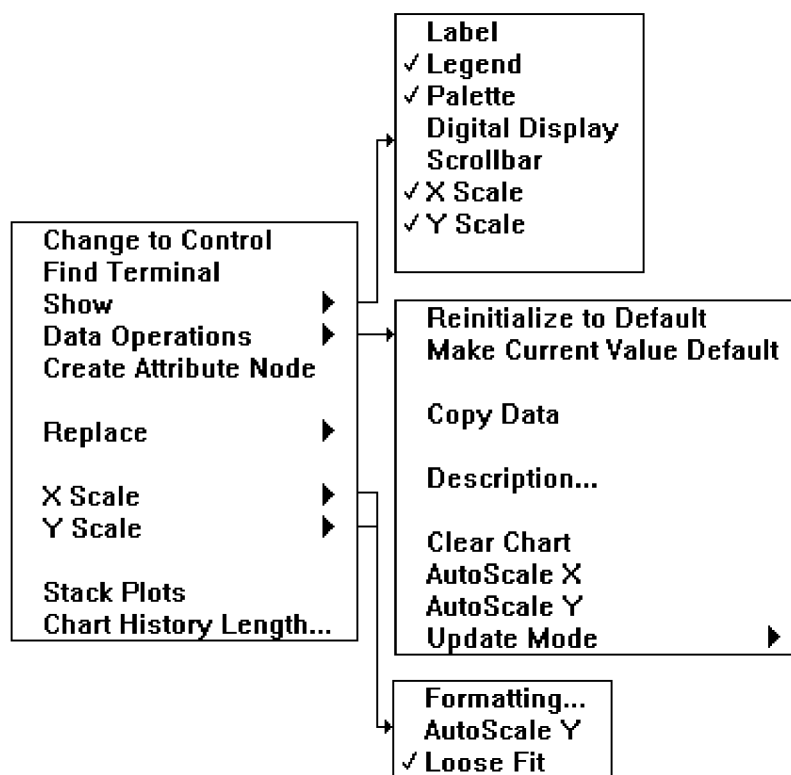 Label
✓ Legend
✓ Palette
Digital Display
Scrollbar
✓ X Scale
✓ Y Scale
Change to Control
Find Terminal
Show
Data Operations
Create Attribute Node
Replace
X Scale
Y Scale
Stack Plots
Chart History Length...
Reinitialize to Default
Make Current Value Default
Copy Data
Description...
Clear Chart
AutoScale X
AutoScale Y
Update Mode
Formatting...
AutoScale Y
✓ Loose Fit